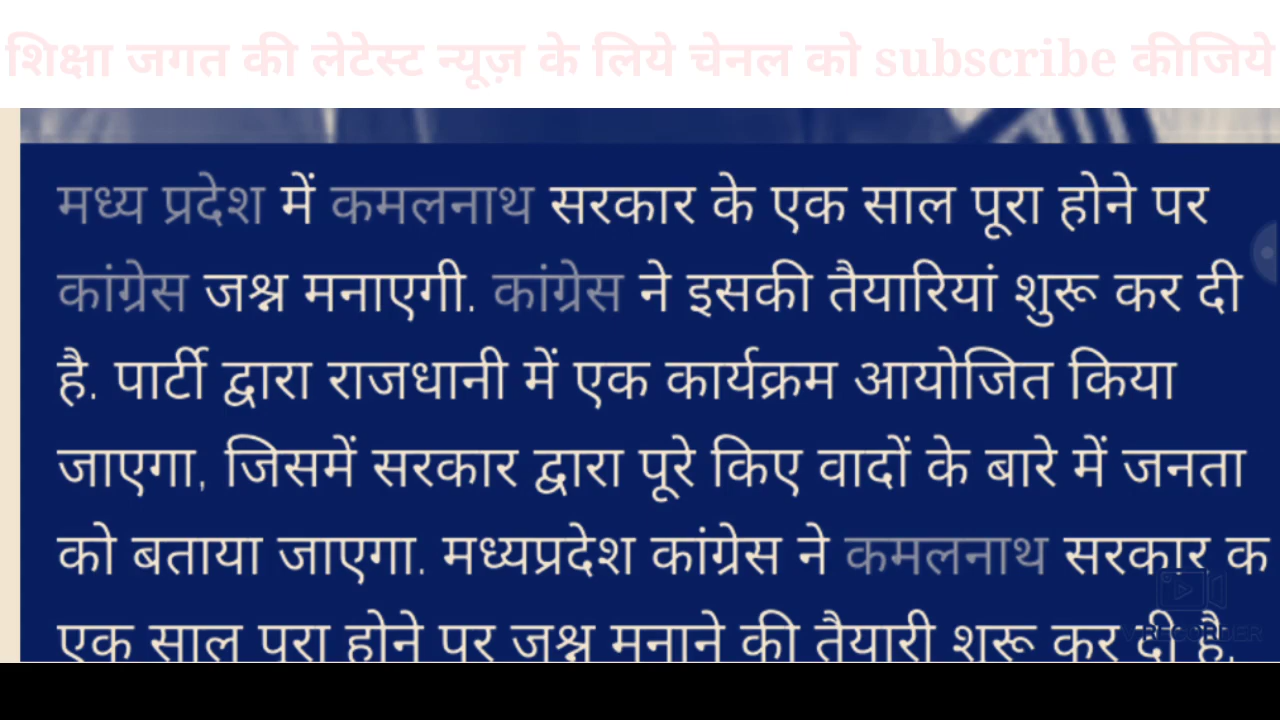 शिक्षा जगत की लेटेस्ट न्यूज़ के लिये चेनल को subscribe कीजिये
मध्य प्रदेश में कमलनाथ सरकार के एक साल पूरा होने पर
कांग्रेस जश्न मनाएगी. कांग्रेस ने इसकी तैयारियां शुरू कर दी
है. पार्टी द्वारा राजधानी में एक कार्यक्रम आयोजित किया
जाएगा, जिसमें सरकार द्वारा पूरे किए वादों के बारे में जनता
को बताया जाएगा. मध्यप्रदेश कांग्रेस ने कमलनाथ सरकार क
एक साल पूरा होने पर जश्न मनाने की तैयारी शुरू कर दी है.
V RECORDER